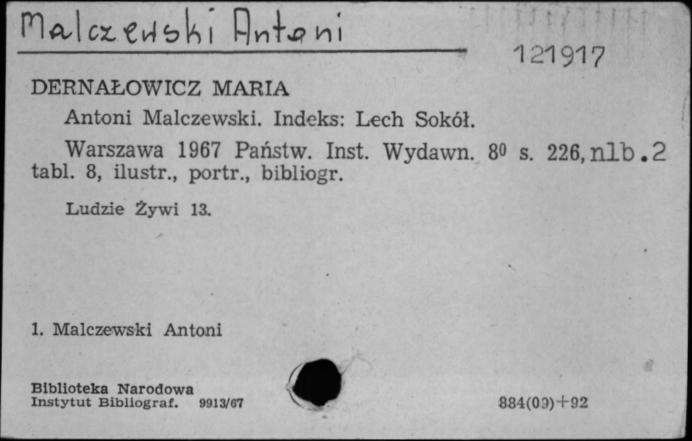 Malczewski Antoni
121917
DERNAŁOWICZ MARIA
Antoni Malczewski. Indeks: Lech Sokół.
Warszawa 1967 Państw. Inst. Wydawn. 8⁰ s. 226, nlb.2
tabl. 8, ilustr., portr., bibliogr.
Ludzie Żywi 13.
1. Malczewski Antoni
Biblioteka Narodowa
Instytut Bibliograf. 9913/67
884(09)+92